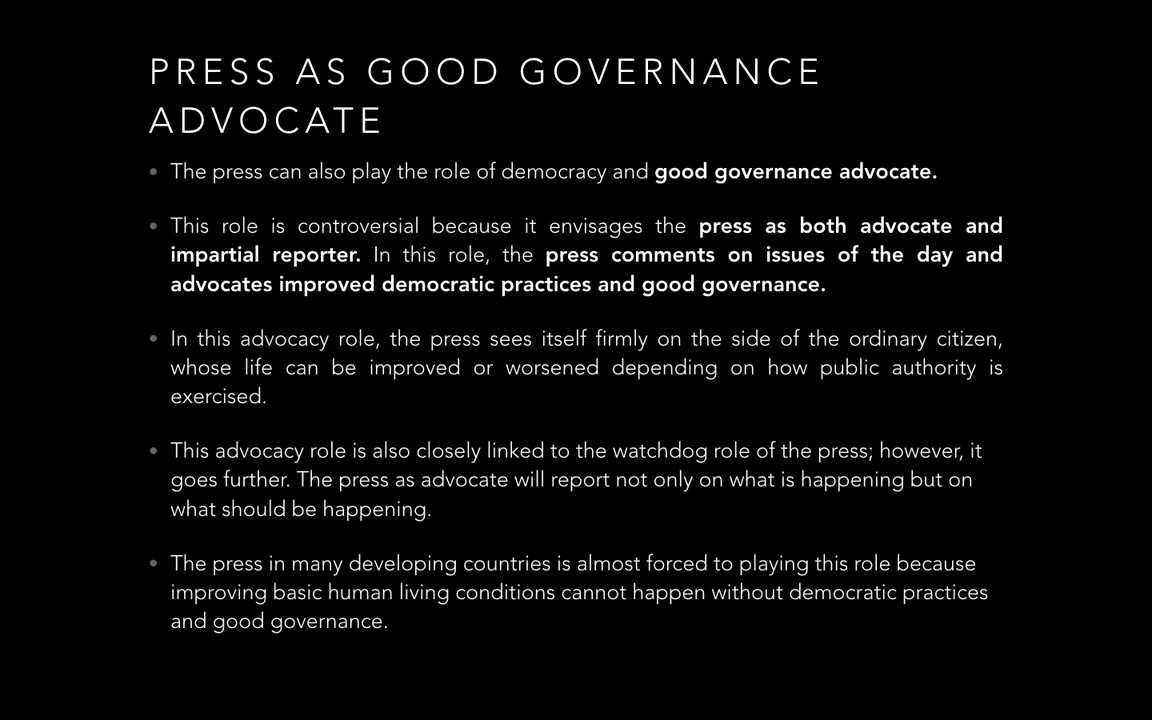 PRESS AS GOOD GOVERNANCE
ADVOCATE
• The press can also play the role of democracy and good governance advocate.
• This role is controversial because it envisages the press as both advocate and
impartial reporter. In this role, the press comments on issues of the day and
advocates improved democratic practices and good governance.
• In this advocacy role, the press sees itself firmly on the side of the ordinary citizen,
whose life can be improved or worsened depending on how public authority is
exercised.
• This advocacy role is also closely linked to the watchdog role of the press; however, it
goes further. The press as advocate will report not only on what is happening but on
what should be happening.
• The press in many developing countries is almost forced to playing this role because
improving basic human living conditions cannot happen without democratic practices
and good governance.